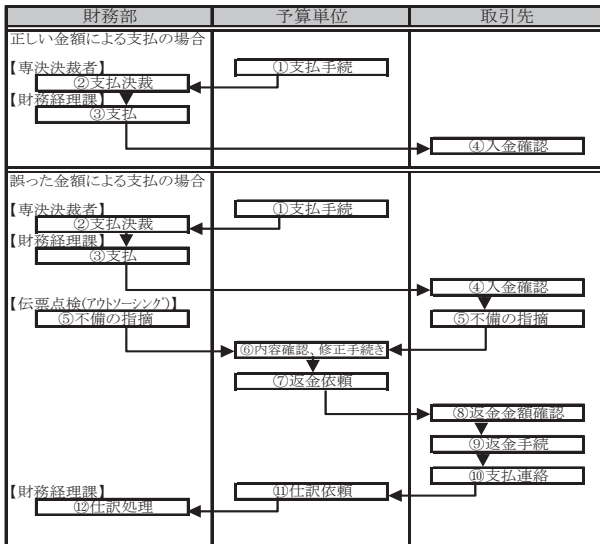 財務部 予算単位 取引先
正しい金額による支払の場合
【専決決裁者】 ①支払手続
②支払決裁
【財務経理課】
③支払
④入金確認
誤った金額による支払の場合
【専決決裁者】 ①支払手続
②支払決裁
【財務経理課】
③支払
④入金確認
【伝票点検(アウトソーシング)】
⑤不備の指摘 ⑤不備の指摘
⑥内容確認、修正手続き
⑦返金依頼
⑧返金金額確認
⑨返金手続
⑩支払連絡
【財務経理課】 ⑪仕訳依頼
⑫仕訳処理